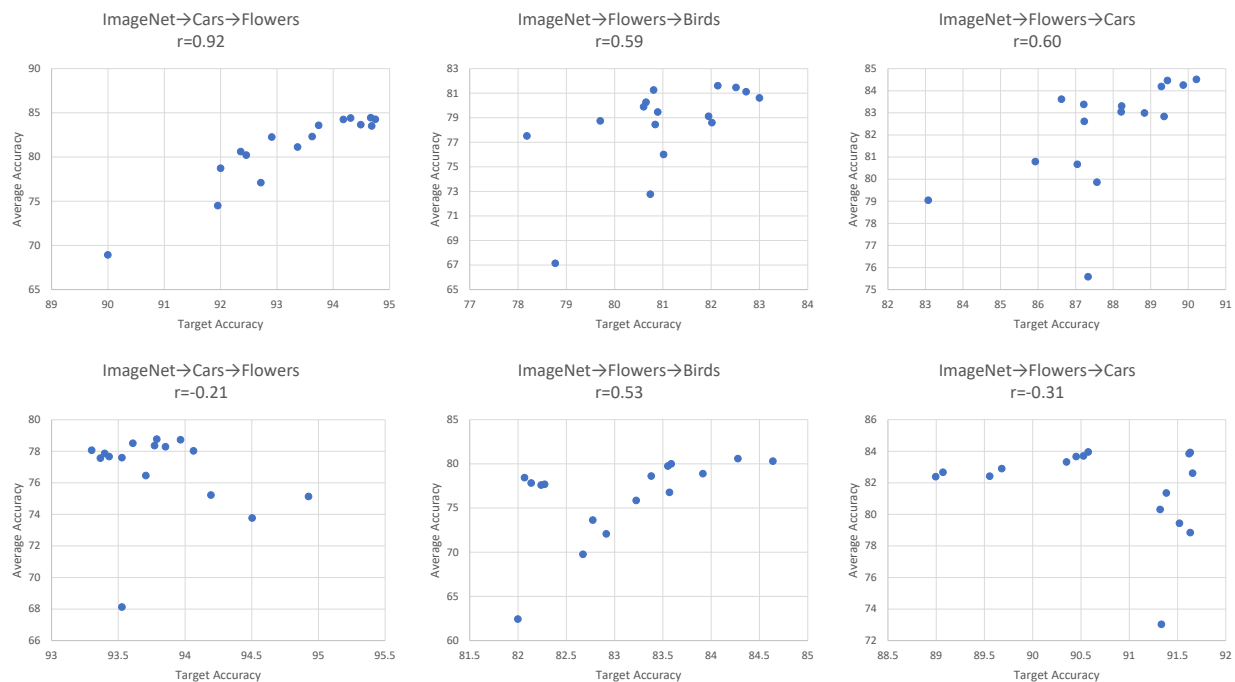 ImageNet→Cars→Flowers
r=0.92
90
85
80
75
70
65
Average Accuracy
89 90 91 92 93 94 95
Target Accuracy
ImageNet→Flowers→Birds
r=0.59
83
81
79
77
75
73
71
69
67
65
Average Accuracy
77 78 79 80 81 82 83 84
Target Accuracy
ImageNet→Flowers→Cars
r=0.60
85
84
83
82
81
80
79
78
77
76
75
Average Accuracy
82 83 84 85 86 87 88 89 90 91
Target Accuracy
ImageNet→Cars→Flowers
r=-0.21
80
78
76
74
72
70
68
66
Average Accuracy
93 93.5 94 94.5 95 95.5
Target Accuracy
ImageNet→Flowers→Birds
r=0.53
85
80
75
70
65
60
Average Accuracy
81.5 82 82.5 83 83.5 84 84.5 85
Target Accuracy
ImageNet→Flowers→Cars
r=-0.31
86
84
82
80
78
76
74
72
Average Accuracy
88.5 89 89.5 90 90.5 91 91.5 92
Target Accuracy